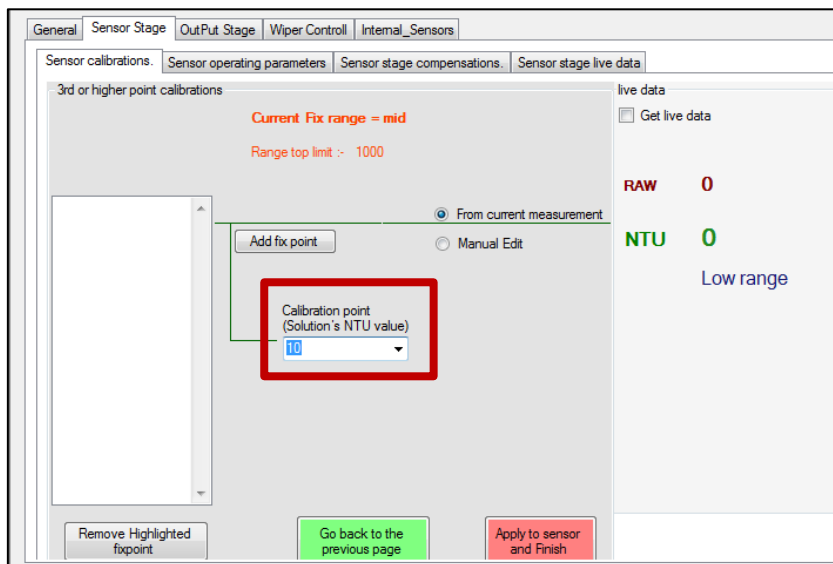 General Sensor Stage OutPut Stage Wiper Controll Internal_Sensors
Sensor calibrations. Sensor operating parameters Sensor stage compensations. Sensor stage live data
3rd or higher point calibrations
Current Fix range = mid
Range top limit :- 1000
From current measurement
Add fix point
Manual Edit
Calibration point
(Solution's NTU value)
10
Remove Highlighted
fixpoint
Go back to the
previous page
Apply to sensor
and Finish
live data
Get live data
RAW 0
NTU 0
Low range